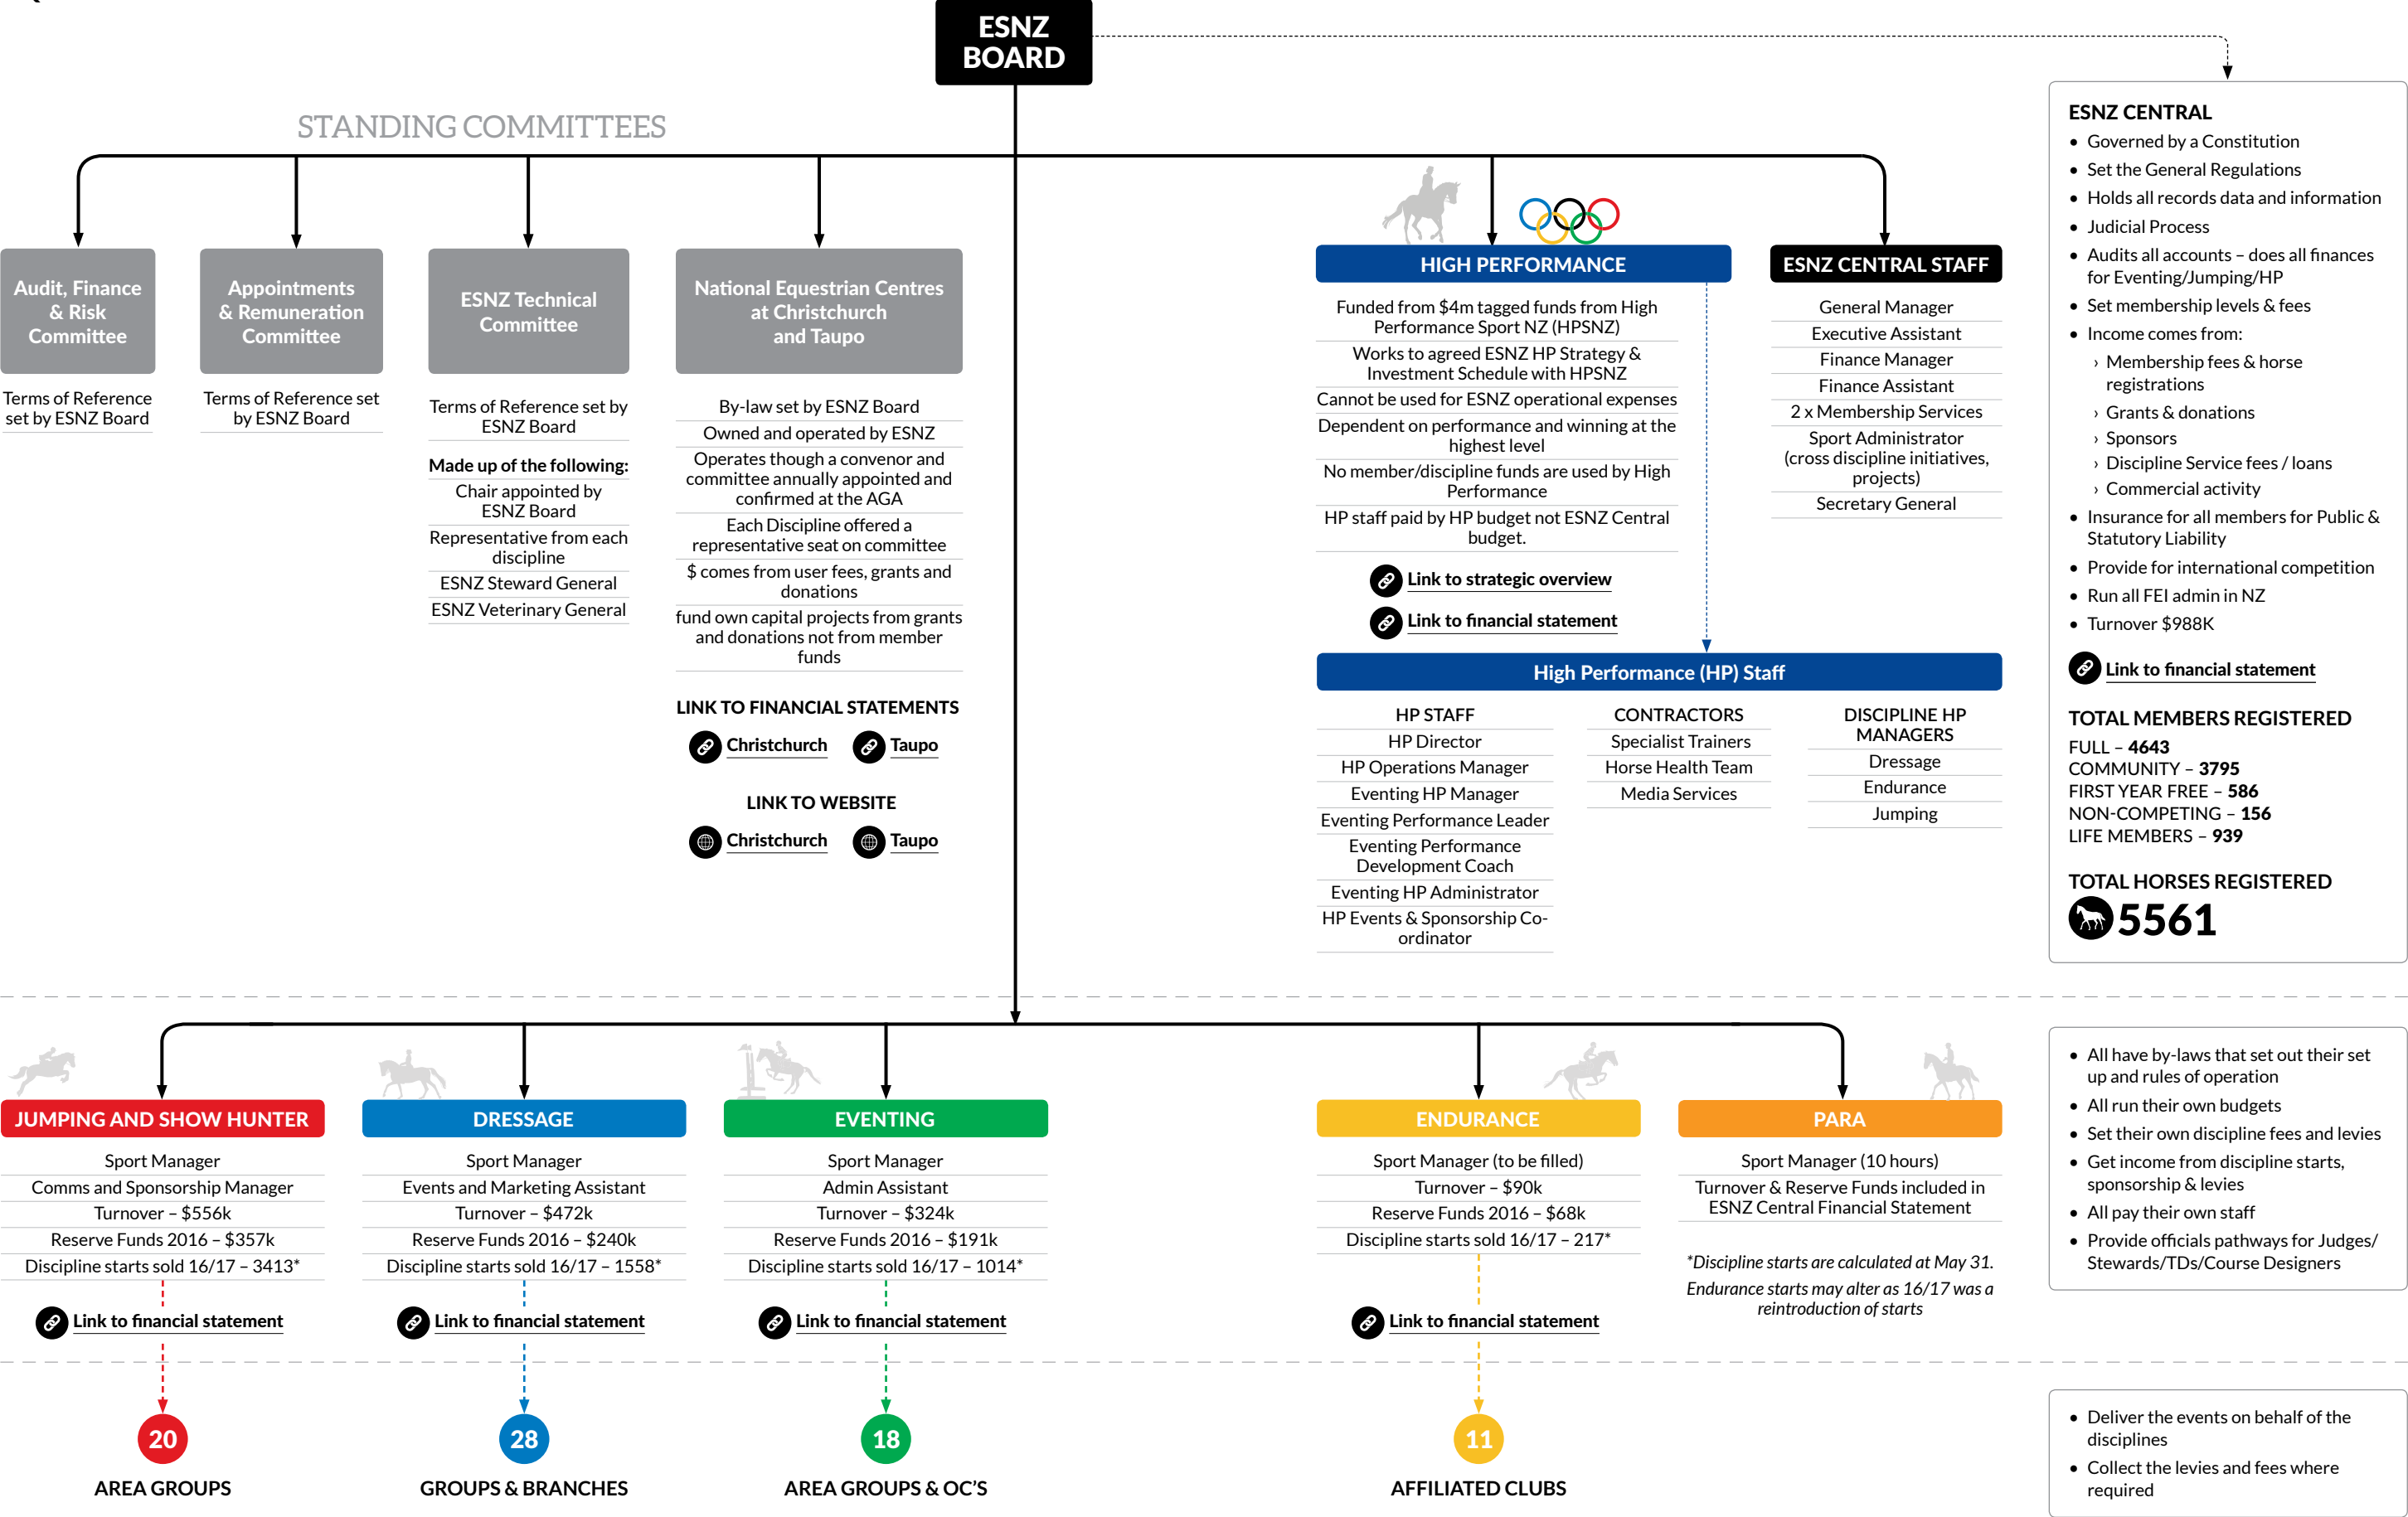 ESNZ
BOARD
STANDING COMMITTEES
Audit, Finance
& Risk
Committee
Terms of Reference
set by ESNZ Board
Appointments
& Remuneration
Committee
Terms of Reference set
by ESNZ Board
ESNZ Technical
Committee
Terms of Reference set by
ESNZ Board
Made up of the following:
Chair appointed by
ESNZ Board
Representative from each
discipline
ESNZ Steward General
ESNZ Veterinary General
National Equestrian Centres
at Christchurch
and Taupo
By-law set by ESNZ Board
Owned and operated by ESNZ
Operates though a convenor and
committee annually appointed and
confirmed at the AGA
Each Discipline offered a
representative seat on committee
$ comes from user fees, grants and
donations
fund own capital projects from grants
and donations not from member
funds
LINK TO FINANCIAL STATEMENTS
Christchurch Taupo
LINK TO WEBSITE
Christchurch Taupo
HIGH PERFORMANCE
Funded from $4m tagged funds from High
Performance Sport NZ (HPSNZ)
Works to agreed ESNZ HP Strategy &
Investment Schedule with HPSNZ
Cannot be used for ESNZ operational expenses
Dependent on performance and winning at the
highest level
No member/discipline funds are used by High
Performance
HP staff paid by HP budget not ESNZ Central
budget.
Link to strategic overview
Link to financial statement
ESNZ CENTRAL STAFF
General Manager
Executive Assistant
Finance Manager
Finance Assistant
2 x Membership Services
Sport Administrator
(cross discipline initiatives,
projects)
Secretary General
High Performance (HP) Staff
HP STAFF
HP Director
HP Operations Manager
Eventing HP Manager
Eventing Performance Leader
Eventing Performance
Development Coach
Eventing HP Administrator
HP Events & Sponsorship Co-
ordinator
CONTRACTORS
Specialist Trainers
Horse Health Team
Media Services
DISCIPLINE HP
MANAGERS
Dressage
Endurance
Jumping
ESNZ CENTRAL
• Governed by a Constitution
• Set the General Regulations
• Holds all records data and information
• Judicial Process
• Audits all accounts – does all finances
for Eventing/Jumping/HP
• Set membership levels & fees
• Income comes from:
› Membership fees & horse
registrations
› Grants & donations
› Sponsors
› Discipline Service fees / loans
› Commercial activity
• Insurance for all members for Public &
Statutory Liability
• Provide for international competition
• Run all FEI admin in NZ
• Turnover $988K
Link to financial statement
TOTAL MEMBERS REGISTERED
FULL – 4643
COMMUNITY – 3795
FIRST YEAR FREE – 586
NON-COMPETING – 156
LIFE MEMBERS – 939
TOTAL HORSES REGISTERED
5561
JUMPING AND SHOW HUNTER
Sport Manager
Comms and Sponsorship Manager
Turnover – $556k
Reserve Funds 2016 – $357k
Discipline starts sold 16/17 – 3413*
Link to financial statement
20
AREA GROUPS
DRESSAGE
Sport Manager
Events and Marketing Assistant
Turnover – $472k
Reserve Funds 2016 – $240k
Discipline starts sold 16/17 – 1558*
Link to financial statement
28
GROUPS & BRANCHES
EVENTING
Sport Manager
Admin Assistant
Turnover – $324k
Reserve Funds 2016 – $191k
Discipline starts sold 16/17 – 1014*
Link to financial statement
18
AREA GROUPS & OC'S
ENDURANCE
Sport Manager (to be filled)
Turnover – $90k
Reserve Funds 2016 – $68k
Discipline starts sold 16/17 – 217*
Link to financial statement
11
AFFILIATED CLUBS
PARA
Sport Manager (10 hours)
Turnover & Reserve Funds included in
ESNZ Central Financial Statement
*Discipline starts are calculated at May 31.
Endurance starts may alter as 16/17 was a
reintroduction of starts
• All have by-laws that set out their set
up and rules of operation
• All run their own budgets
• Set their own discipline fees and levies
• Get income from discipline starts,
sponsorship & levies
• All pay their own staff
• Provide officials pathways for Judges/
Stewards/TDs/Course Designers
• Deliver the events on behalf of the
disciplines
• Collect the levies and fees where
required